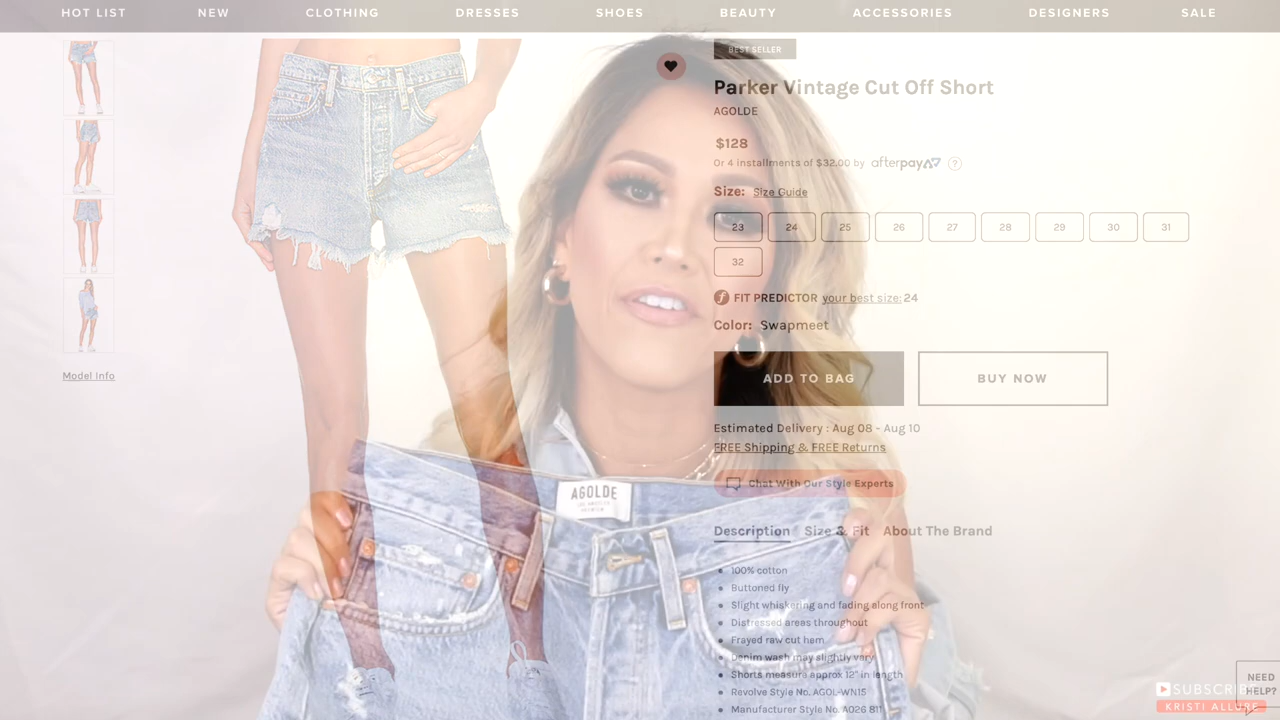 HOT LIST NEW CLOTHING DRESSES SHOES BEAUTY ACCESSORIES DESIGNERS SALE
BEST SELLER
Parker Vintage Cut Off Short
AGOLDE
$128
Or 4 installments of $32.00 by afterpay ?
Size: Size Guide
23 24 25 26 27 28 29 30 31
32
FIT PREDICTOR your best size: 24
Color: Swapmeet
Model Info
ADD TO BAG BUY NOW
Estimated Delivery : Aug 08 - Aug 10
FREE Shipping & FREE Returns
Chat With Our Style Experts
AGOLDE
LOS ANGELES
Description Size & Fit About The Brand
100% cotton
Buttoned fly
Slight whiskering and fading along front
Distressed areas throughout
Frayed raw cut hem
Denim wash may slightly vary
Shorts measure approx 12" in length
Revolve Style No. AGOL-WN15
Manufacturer Style No. A026 811
NEED
HELP?
SUBSCRIBE
KRISTI ALLURE